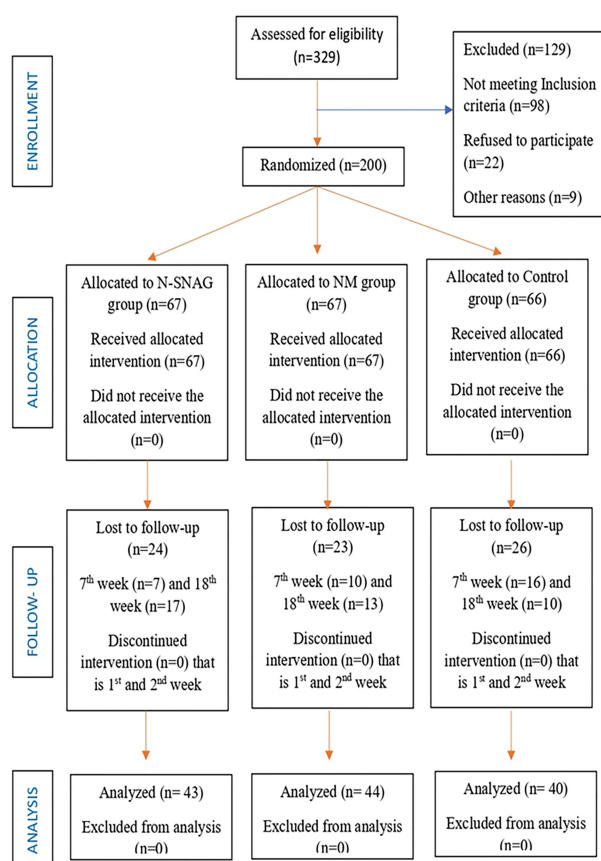 Assessed for eligibility
(n=329)
Excluded (n=129)
Not meeting Inclusion
criteria (n=98)
Refused to participate
(n=22)
Other reasons (n=9)
ENROLLMENT
Randomized (n=200)
ALLOCATION
Allocated to N-SNAG
group (n=67)
Received allocated
intervention (n=67)
Did not receive the
allocated intervention
(n=0)
Allocated to NM group
(n=67)
Received allocated
intervention (n=67)
Did not receive the
allocated intervention
(n=0)
Allocated to Control
group (n=66)
Received allocated
intervention (n=66)
Did not receive the
allocated intervention
(n=0)
FOLLOW- UP
Lost to follow-up
(n=24)
7th week (n=7) and 18th
week (n=17)
Discontinued
intervention (n=0) that
is 1st and 2nd week
Lost to follow-up
(n=23)
7th week (n=10) and
18th week (n=13)
Discontinued
intervention (n=0) that
is 1st and 2nd week
Lost to follow-up
(n=26)
7th week (n=16) and
18th week (n=10)
Discontinued
intervention (n=0) that
is 1st and 2nd week
ANALYSIS
Analyzed (n= 43)
Excluded from analysis
(n=0)
Analyzed (n= 44)
Excluded from analysis
(n=0)
Analyzed (n= 40)
Excluded from analysis
(n=0)